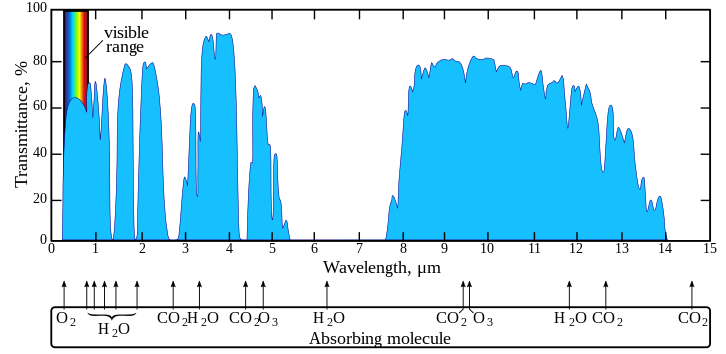 100
visible
range
80
60
40
20
0
Transmittance, %
0 1 2 3 4 5 6 7 8 9 10 11 12 13 14 15
Wavelength, μm
O2 H2O CO2 H2O CO2 O3 H2O CO2 O3 H2O CO2 CO2
Absorbing molecule